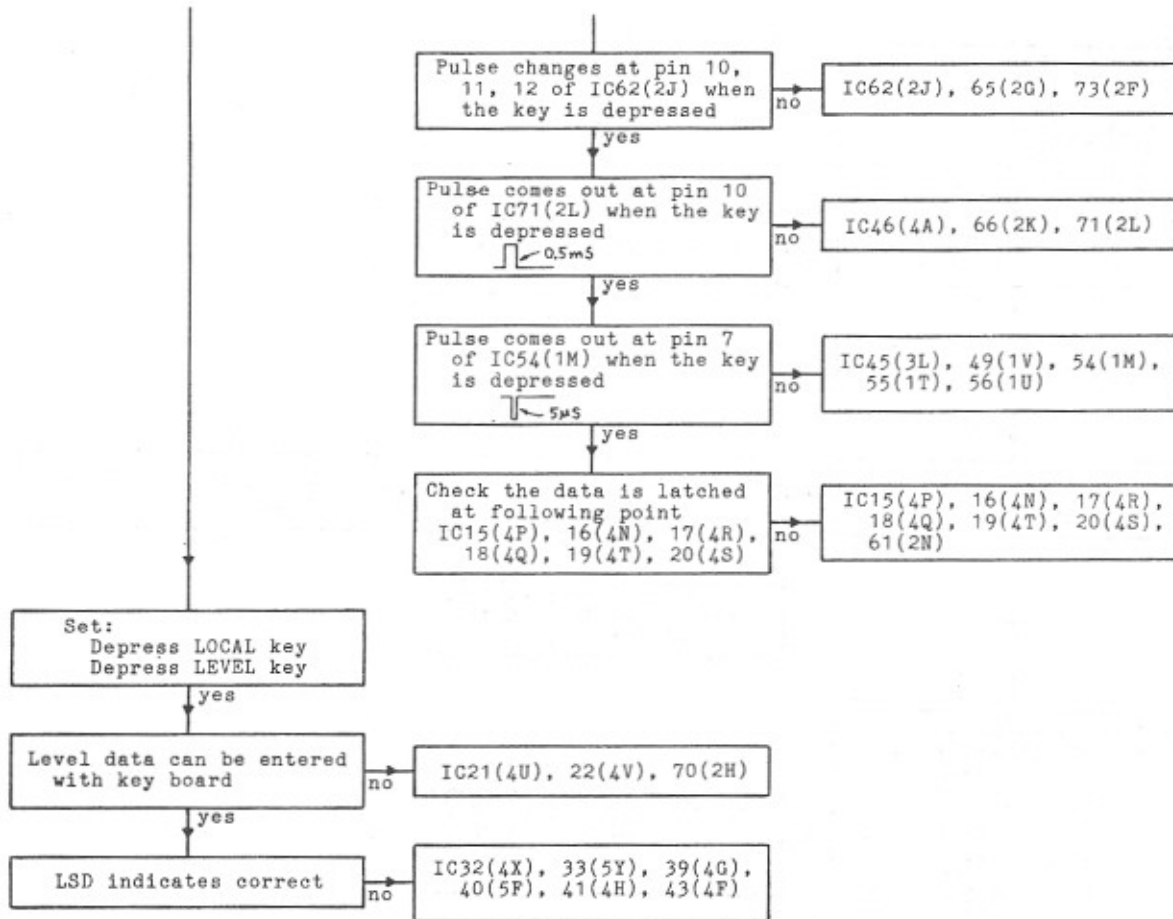 Pulse changes at pin 10,
11, 12 of IC62(2J) when
the key is depressed
no
IC62(2J), 65(2G), 73(2F)
yes
Pulse comes out at pin 10
of IC71(2L) when the key
is depressed
0.5mS
no
IC46(4A), 66(2K), 71(2L)
yes
Pulse comes out at pin 7
of IC54(1M) when the key
is depressed
5μS
no
IC45(3L), 49(1V), 54(1M),
55(1T), 56(1U)
yes
Check the data is latched
at following point
IC15(4P), 16(4N), 17(4R),
18(4Q), 19(4T), 20(4S)
no
IC15(4P), 16(4N), 17(4R),
18(4Q), 19(4T), 20(4S),
61(2N)
Set:
Depress LOCAL key
Depress LEVEL key
yes
Level data can be entered
with key board
no
IC21(4U), 22(4V), 70(2H)
yes
LSD indicates correct
no
IC32(4X), 33(5Y), 39(4G),
40(5F), 41(4H), 43(4F)